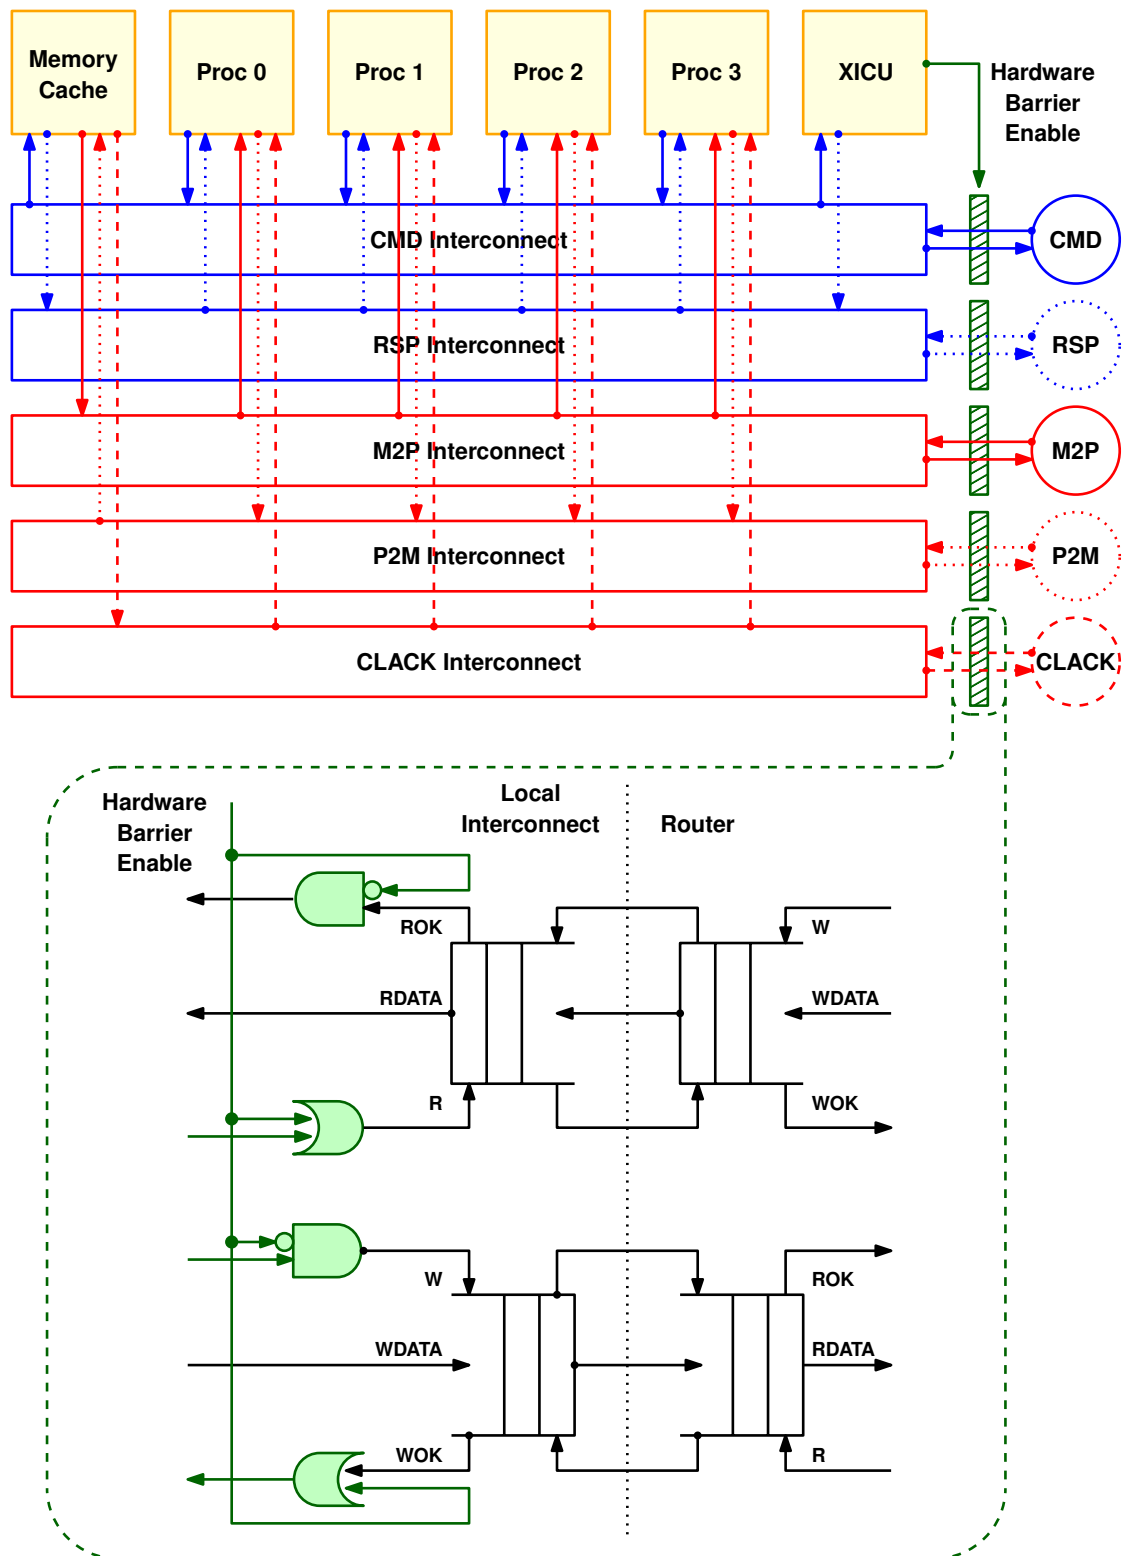 Memory
Cache
Proc 0
Proc 1
Proc 2
Proc 3
XICU
Hardware
Barrier
Enable
CMD Interconnect
CMD
RSP Interconnect
RSP
M2P Interconnect
M2P
P2M Interconnect
P2M
CLACK Interconnect
CLACK
Hardware
Barrier
Enable
Local
Interconnect
Router
ROK
W
RDATA
WDATA
R
WOK
W
ROK
WDATA
RDATA
WOK
R